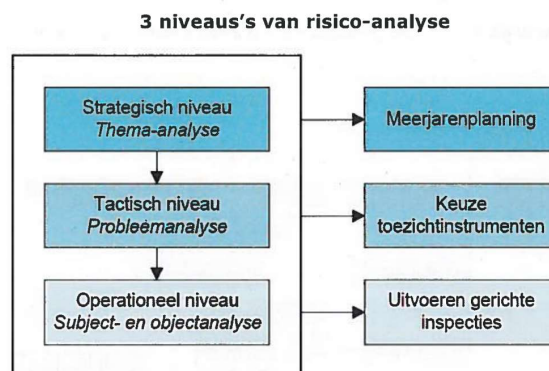 3 niveaus's van risico-analyse
Strategisch niveau
Thema-analyse
Meerjarenplanning
Tactisch niveau
Probleemanalyse
Keuze
toezichtinstrumenten
Operationeel niveau
Subject- en objectanalyse
Uitvoeren gerichte
inspecties